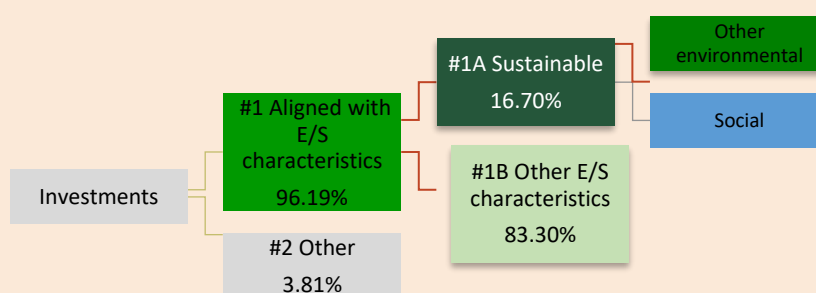 Investments
#1 Aligned with
E/S
characteristics
96.19%
#2 Other
3.81%
#1A Sustainable
16.70%
#1B Other E/S
characteristics
83.30%
Other
environmental
Social